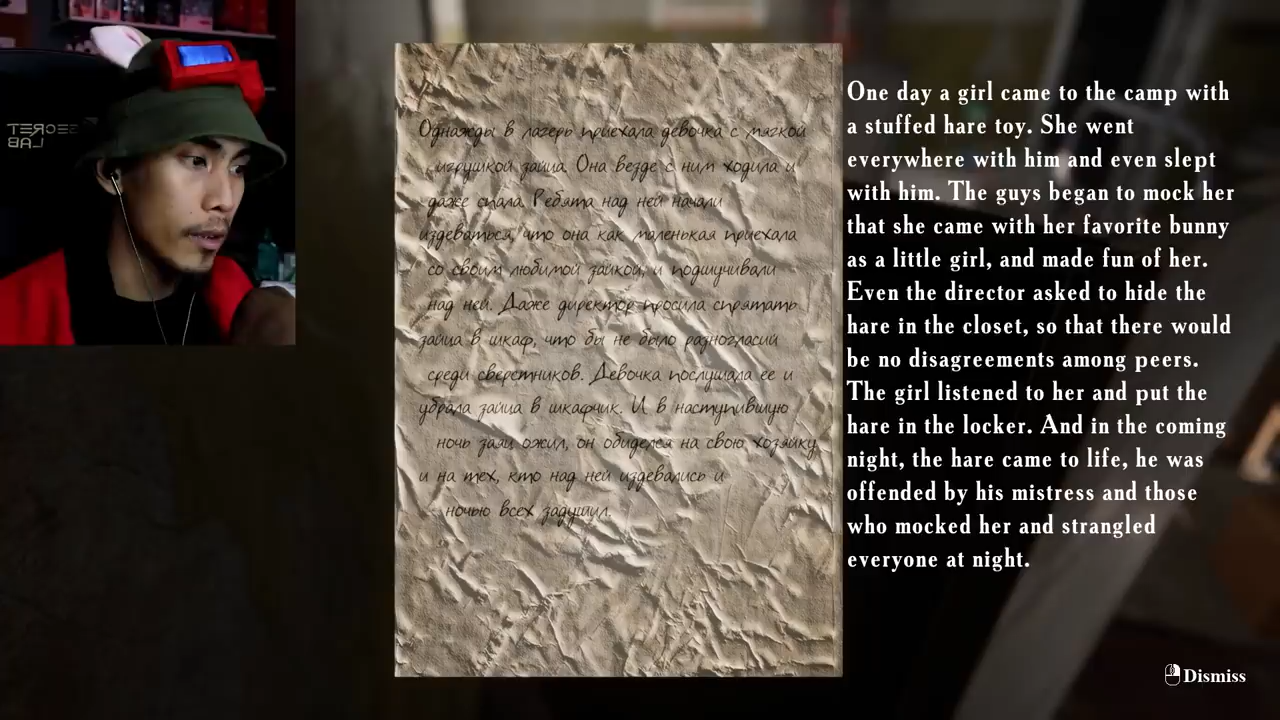 SECRET
LAB
Однажды в лагерь приехала девочка с мягкой
игрушкой зайца. Она везде с ним ходила и
даже спала. Ребята над ней начали
издеваться, что она как маленькая приехала
со своим любимой зайкой, и подшучивали
над ней. Даже директор просила спрятать
зайца в шкаф, что бы не было разногласий
среди сверстников. Девочка послушала ее и
убрала зайца в шкафчик. И в наступившую
ночь заяц ожил, он обиделся на свою хозяйку
и на тех, кто над ней издевались и
ночью всех задушил.
One day a girl came to the camp with
a stuffed hare toy. She went
everywhere with him and even slept
with him. The guys began to mock her
that she came with her favorite bunny
as a little girl, and made fun of her.
Even the director asked to hide the
hare in the closet, so that there would
be no disagreements among peers.
The girl listened to her and put the
hare in the locker. And in the coming
night, the hare came to life, he was
offended by his mistress and those
who mocked her and strangled
everyone at night.
Dismiss